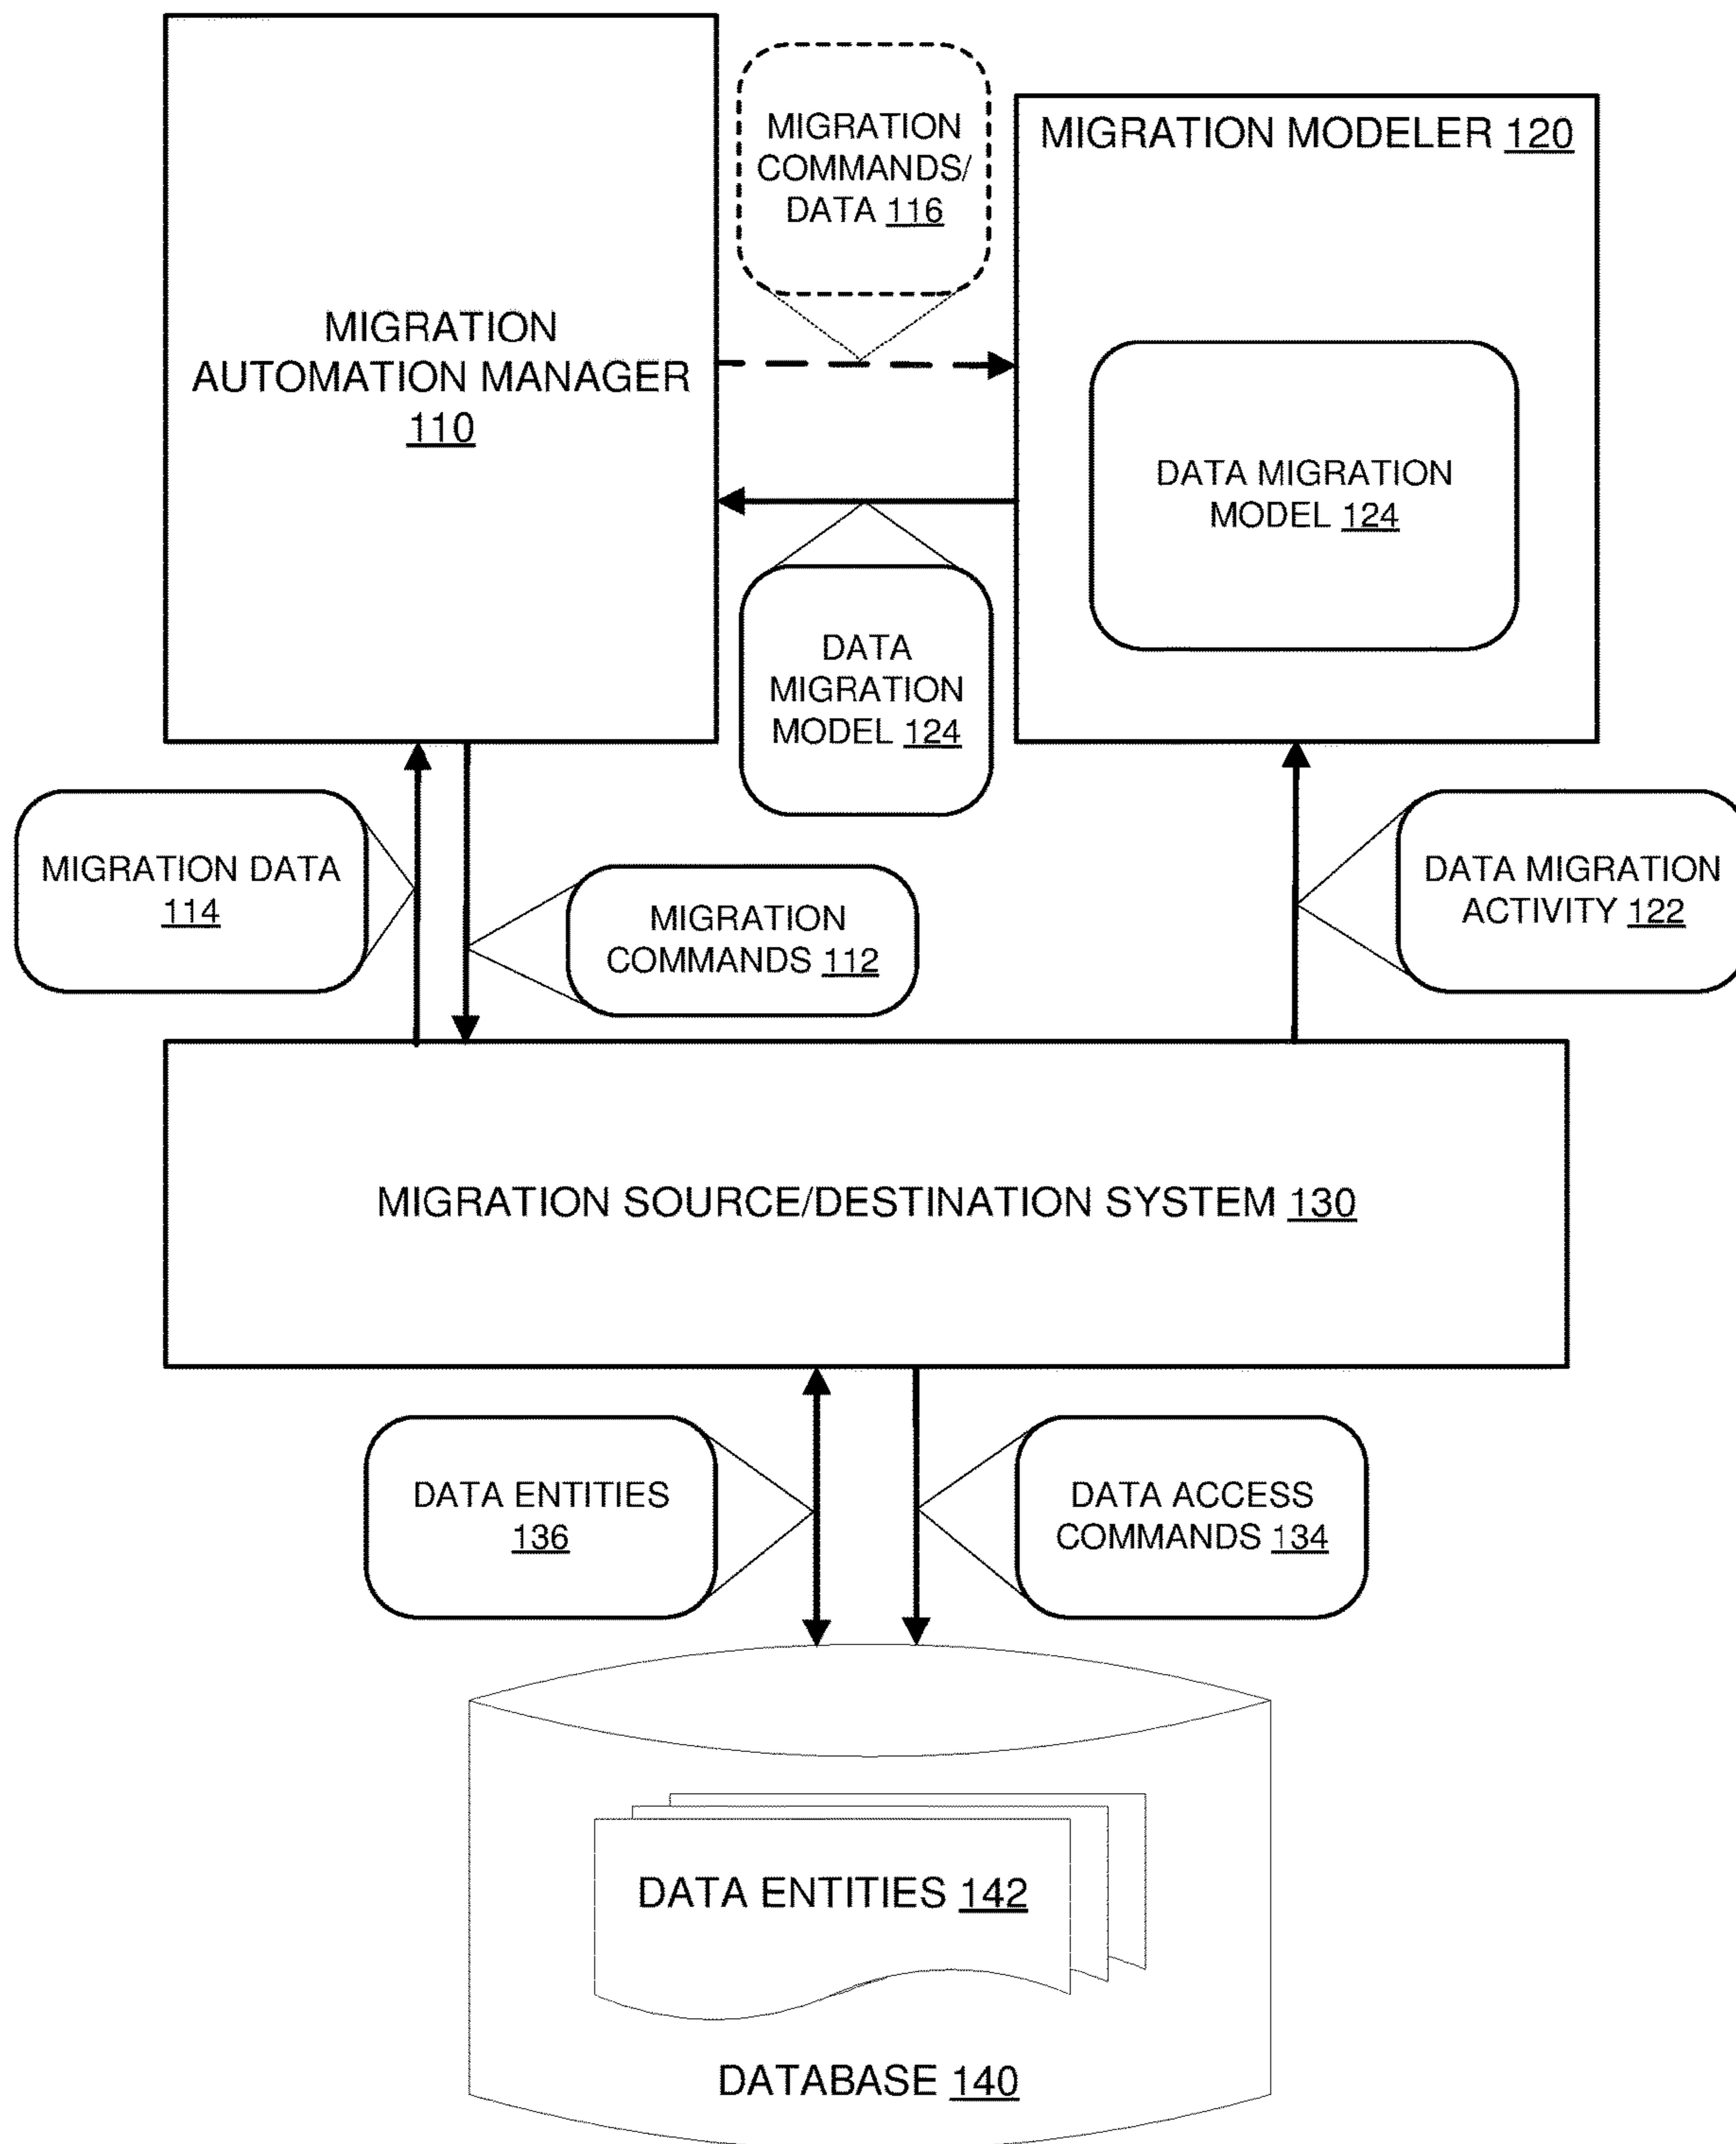 MIGRATION
COMMANDS/
DATA 116
MIGRATION MODELER 120
MIGRATION
AUTOMATION MANAGER
110
DATA MIGRATION
MODEL 124
DATA
MIGRATION
MODEL 124
MIGRATION DATA
114
MIGRATION
COMMANDS 112
DATA MIGRATION
ACTIVITY 122
MIGRATION SOURCE/DESTINATION SYSTEM 130
DATA ENTITIES
136
DATA ACCESS
COMMANDS 134
DATA ENTITIES 142
DATABASE 140